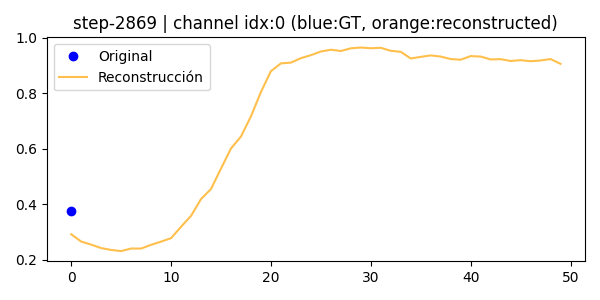 step-2869 | channel idx:0 (blue:GT, orange:reconstructed)
1.0
Original
Reconstrucción
0.8
0.6
0.4
0.2
0 10 20 30 40 50